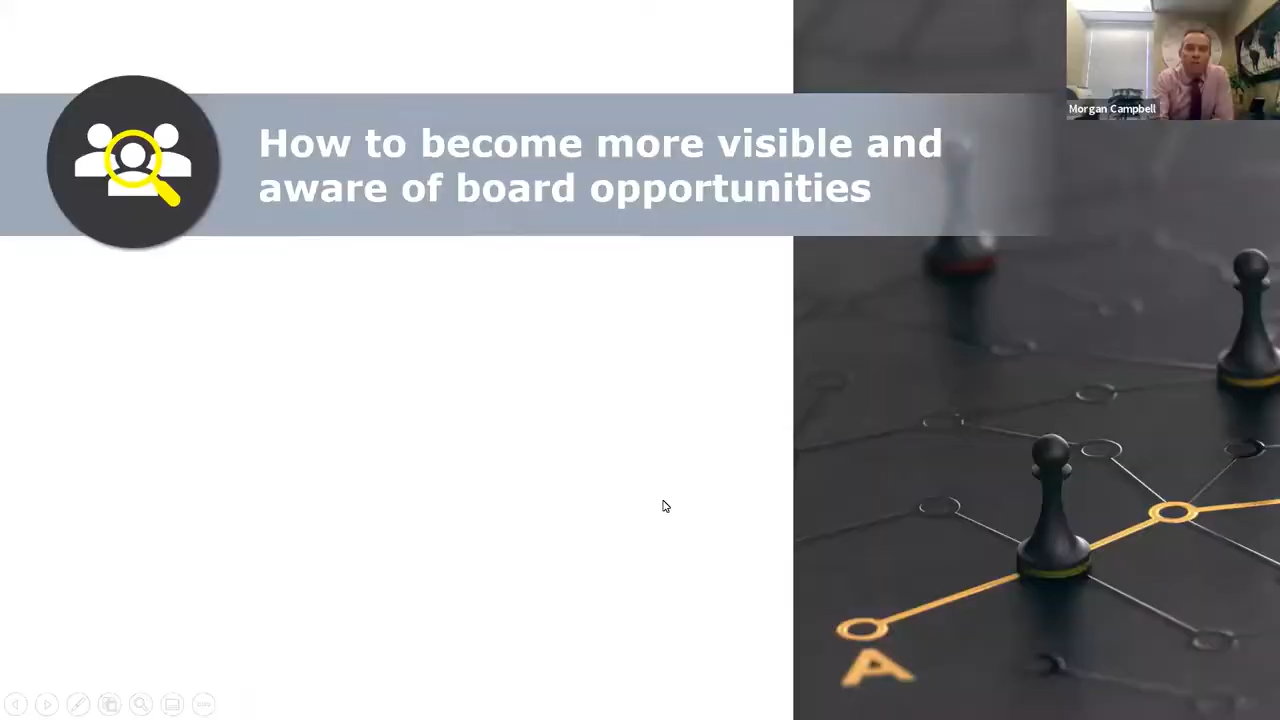 How to become more visible and
aware of board opportunities
Morgan Campbell
A